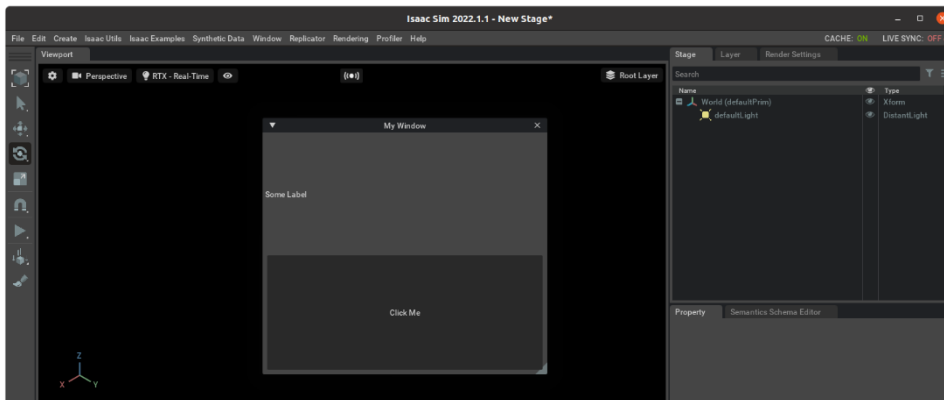 Isaac Sim 2022.1.1 - New Stage*
File Edit Create Isaac Utils Isaac Examples Synthetic Data Window Replicator Rendering Profiler Help CACHE: ON LIVE SYNC: OFF
Viewport
Perspective RTX - Real-Time Root Layer
My Window
Some Label
Click Me
Z
X Y
Stage Layer Render Settings
Search
Name Type
World (defaultPrim) Xform
defaultLight DistantLight
Property Semantics Schema Editor